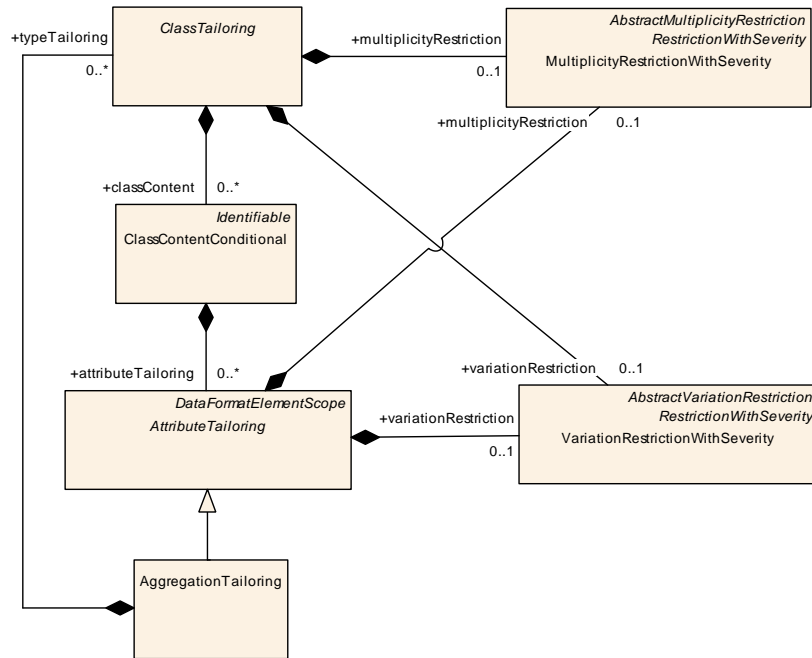 +typeTailoring
0..*
ClassTailoring
+multiplicityRestriction
0..1
AbstractMultiplicityRestriction
RestrictionWithSeverity
MultiplicityRestrictionWithSeverity
+multiplicityRestriction
0..1
+classContent
0..*
Identifiable
ClassContentConditional
+attributeTailoring
0..*
+variationRestriction
0..1
DataFormatElementScope
AttributeTailoring
+variationRestriction
0..1
AbstractVariationRestriction
RestrictionWithSeverity
VariationRestrictionWithSeverity
AggregationTailoring